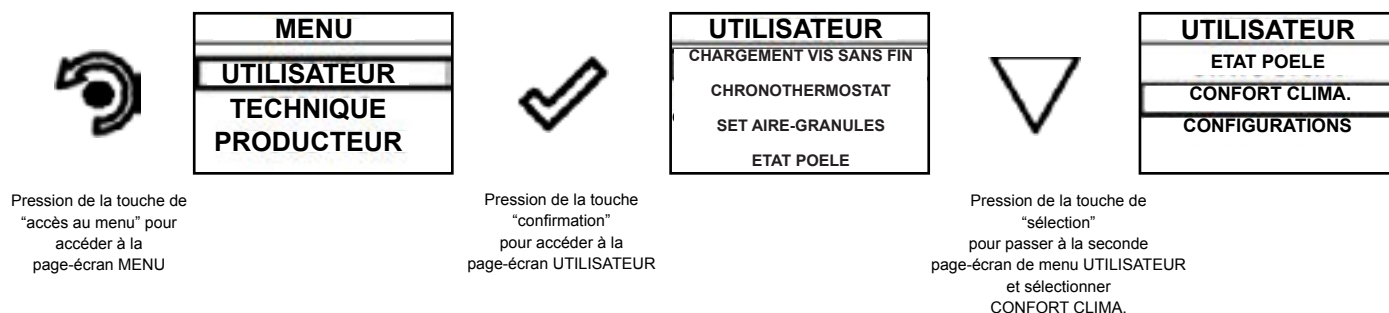 MENU
UTILISATEUR
TECHNIQUE
PRODUCTEUR
UTILISATEUR
CHARGEMENT VIS SANS FIN
CHRONOTHERMOSTAT
SET AIRE-GRANULES
ETAT POELE
UTILISATEUR
ETAT POELE
CONFORT CLIMA.
CONFIGURATIONS
Pression de la touche de
“accès au menu” pour
accéder à la
page-écran MENU
Pression de la touche
“confirmation”
pour accéder à la
page-écran UTILISATEUR
Pression de la touche de
“sélection”
pour passer à la seconde
page-écran de menu UTILISATEUR
et sélectionner
CONFORT CLIMA.